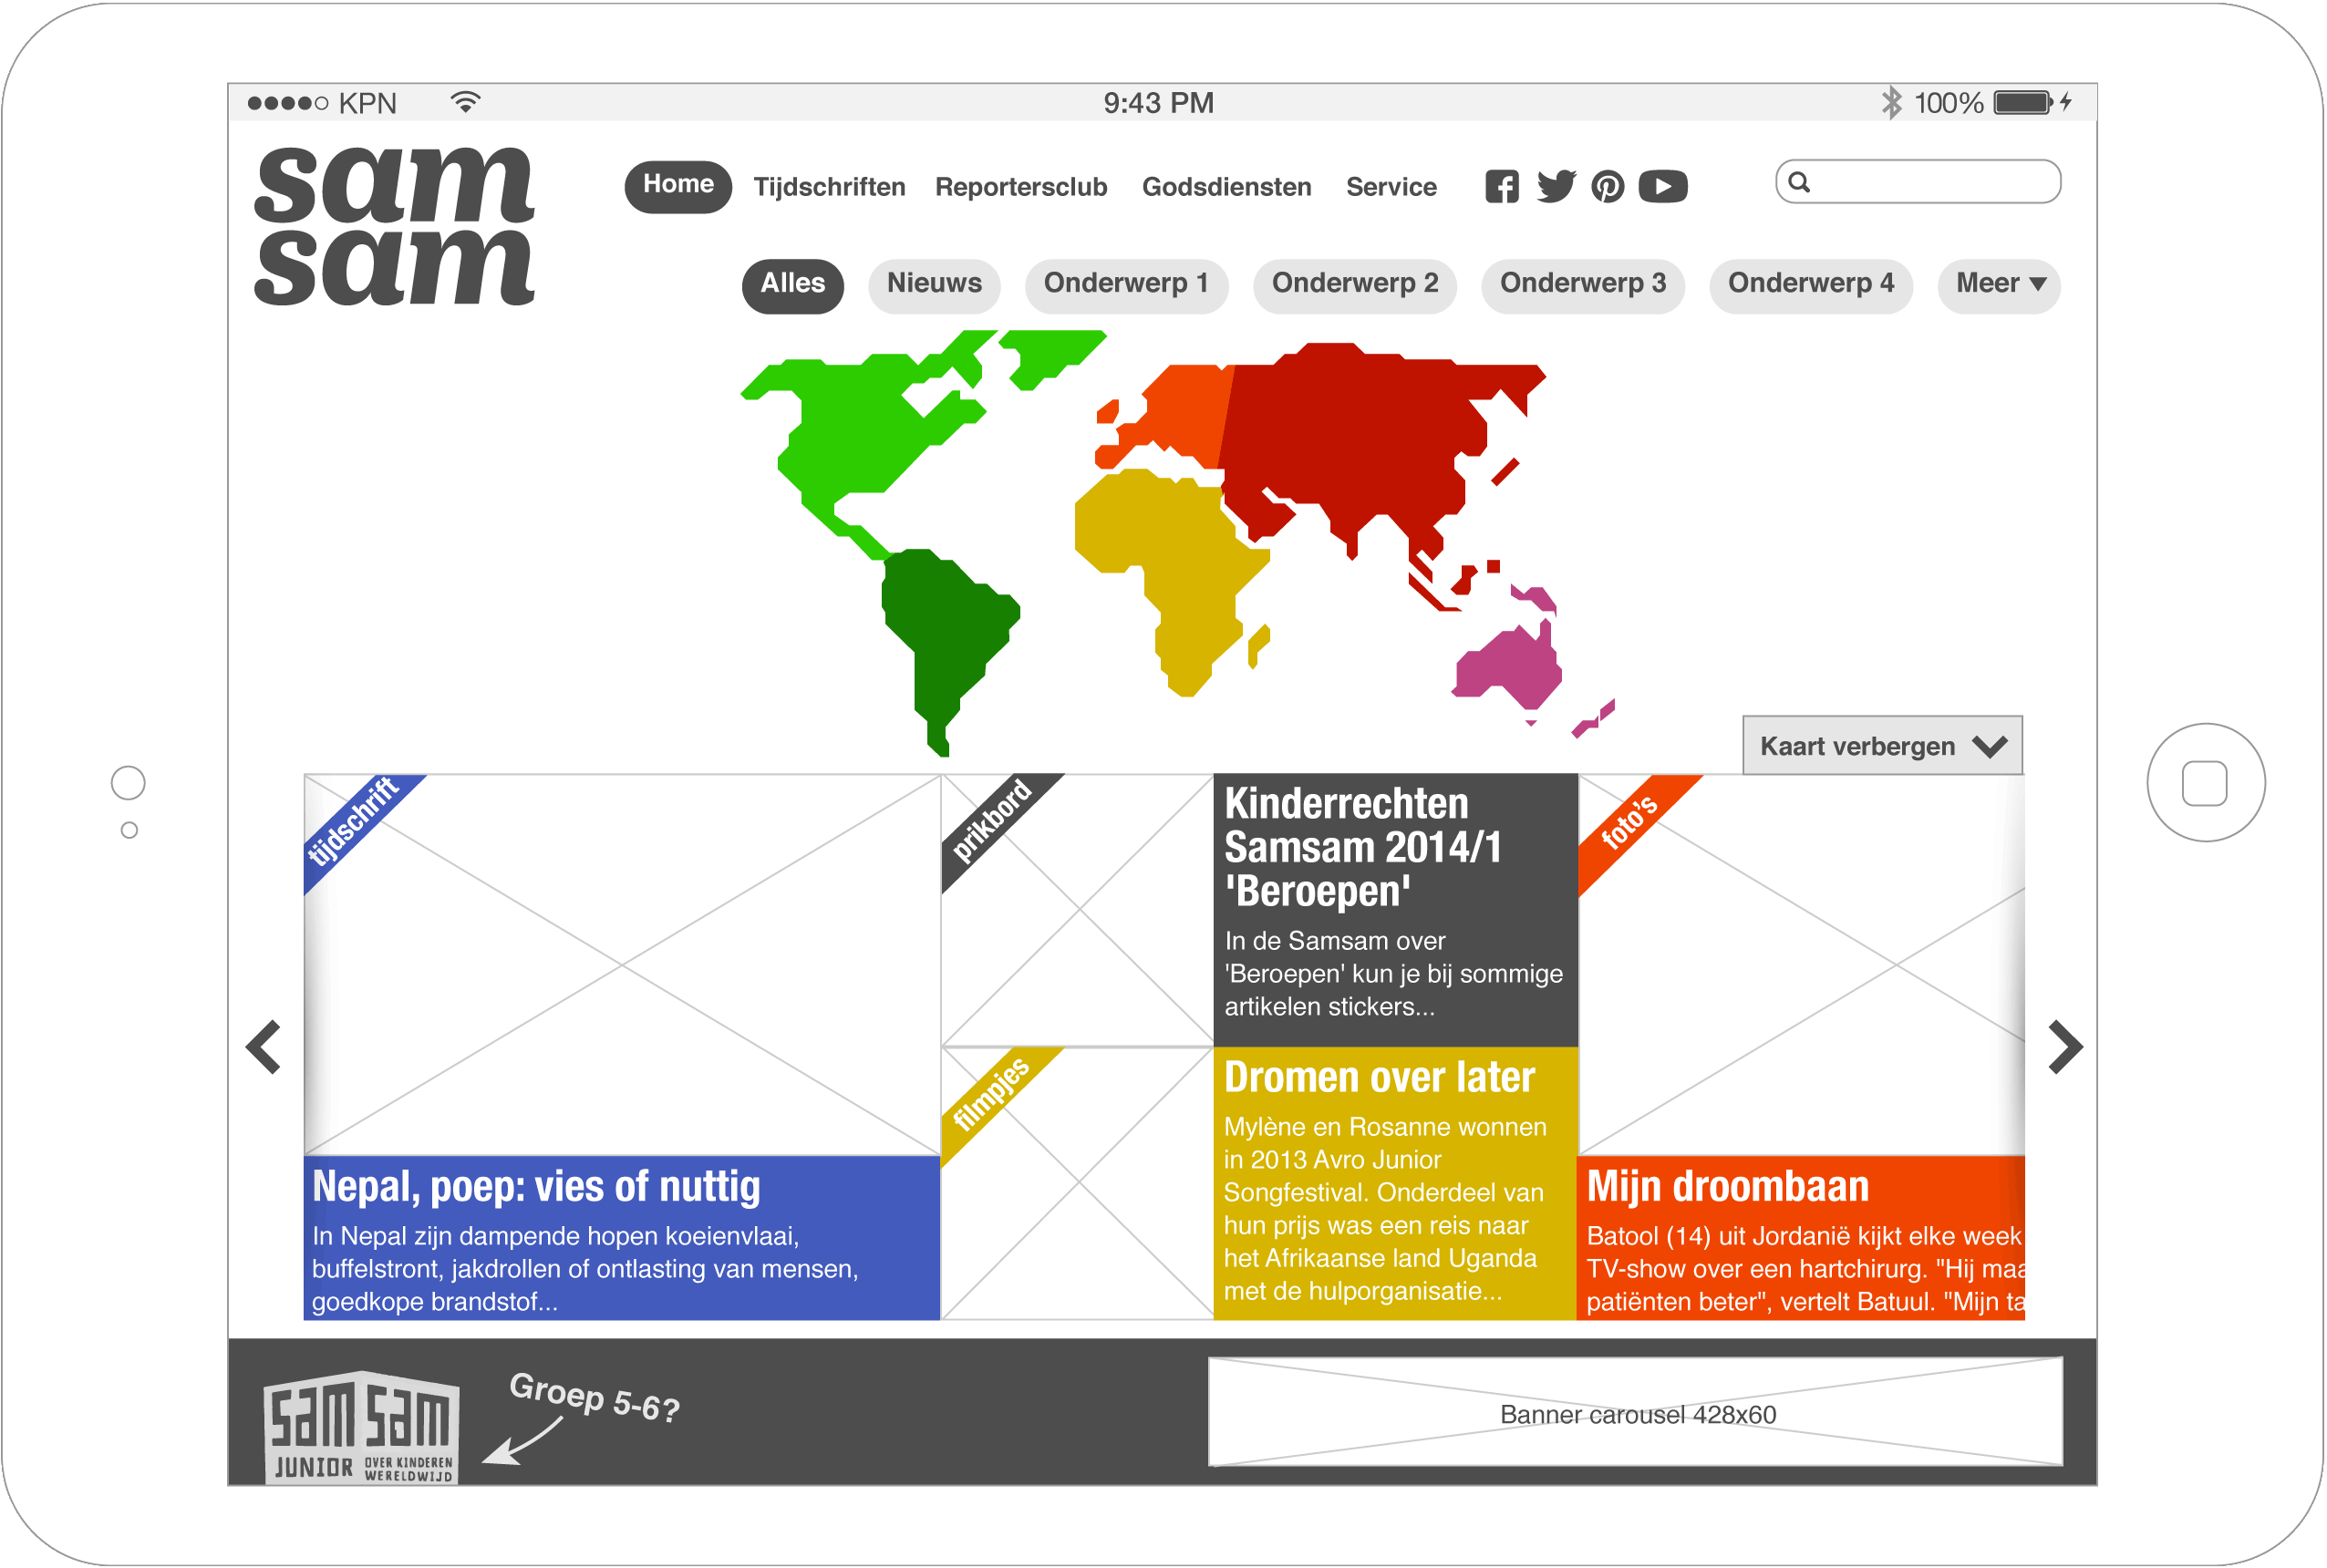 KPN
9:43 PM
100%
sam
sam
Home
Tijdschriften
Reportersclub
Godsdiensten
Service
Alles
Nieuws
Onderwerp 1
Onderwerp 2
Onderwerp 3
Onderwerp 4
Meer
Kaart verbergen
tijdschrift
Nepal, poep: vies of nuttig
In Nepal zijn dampende hopen koeienvlaai,
buffelstront, jakdrollen of ontlasting van mensen,
goedkope brandstof...
prikbord
Kinderrechten
Samsam 2014/1
'Beroepen'
In de Samsam over
'Beroepen' kun je bij sommige
artikelen stickers...
filmpjes
Dromen over later
Mylène en Rosanne wonnen
in 2013 Avro Junior
Songfestival. Onderdeel van
hun prijs was een reis naar
het Afrikaanse land Uganda
met de hulporganisatie...
foto's
Mijn droombaan
Batool (14) uit Jordanië kijkt elke week
TV-show over een hartchirurg. "Hij maa
patiënten beter", vertelt Batuul. "Mijn ta
samsam
JUNIOR
OVER KINDEREN
WERELDWIJD
Groep 5-6?
Banner carousel 428x60